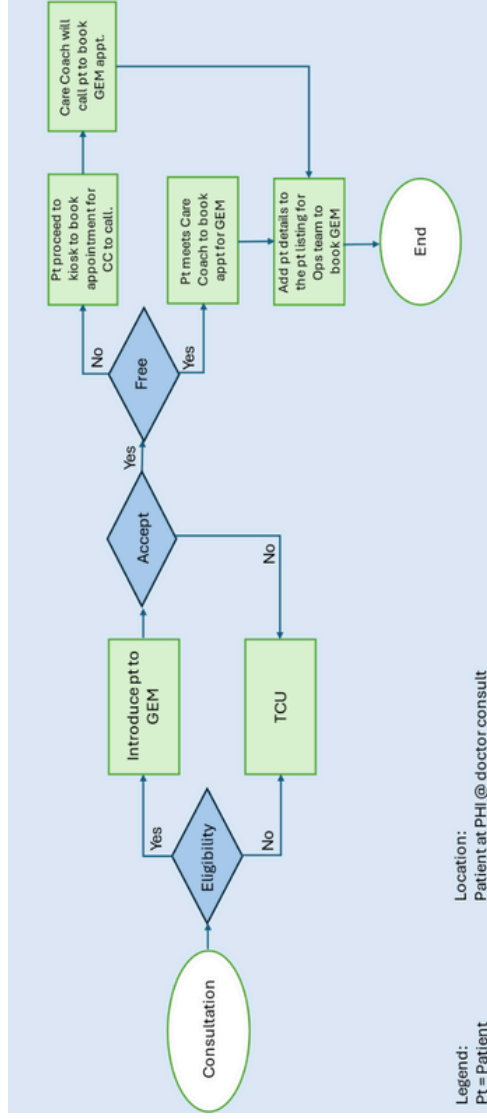 Consultation
Eligibility
Yes
No
Introduce pt to
GEM
TCU
Accept
Yes
No
Free
No
Yes
Pt proceed to
kiosk to book
appointment for
CC to call.
Care Coach will
call pt to book
GEM appt.
Pt meets Care
Coach to book
appt for GEM
Add pt details to
the pt listing for
Ops team to
book GEM
End
Legend:
Pt = Patient
Location:
Patient at PHI @ doctor consult